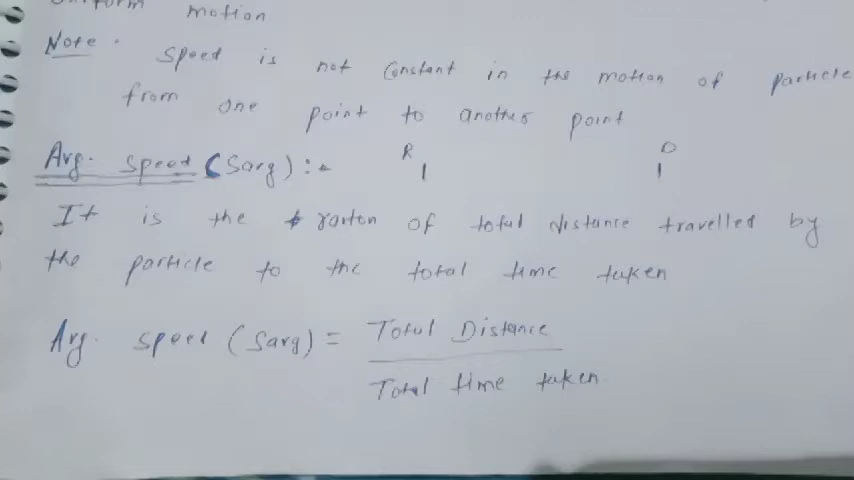 uniform motion
Note. Speed is not constant in the motion of particle
from one point to another point
Avg. speed (Savg) :- R D
It is the raton of total distance travelled by
the particle to the total time taken
Avg. speed (Savg) = Total Distance
Total time taken